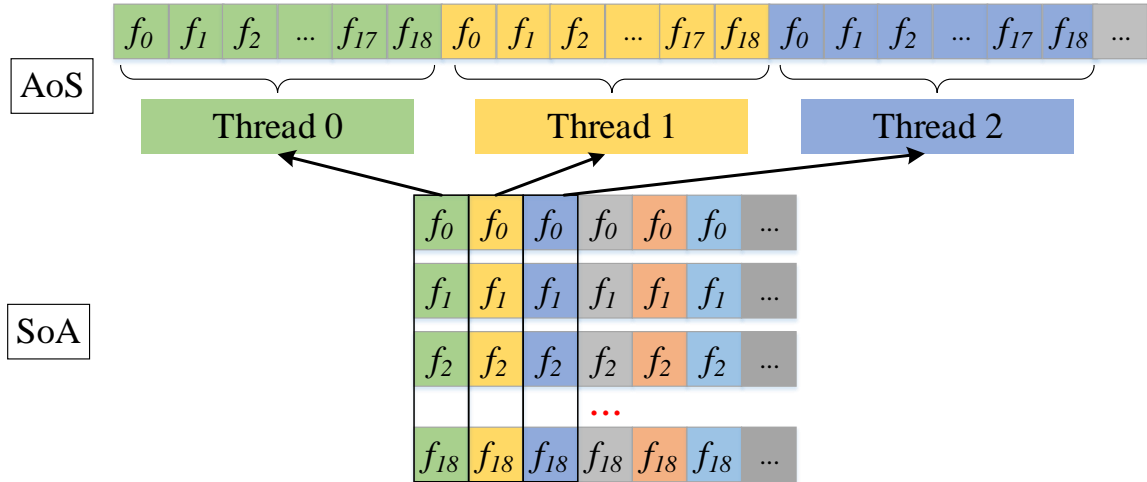 f0 f1 f2 ... f17 f18 f0 f1 f2 ... f17 f18 f0 f1 f2 ... f17 f18 ...
AoS
Thread 0 Thread 1 Thread 2
f0 f0 f0 f0 f0 f0 ...
f1 f1 f1 f1 f1 f1 ...
SoA
f2 f2 f2 f2 f2 f2 ...
...
f18 f18 f18 f18 f18 f18 ...